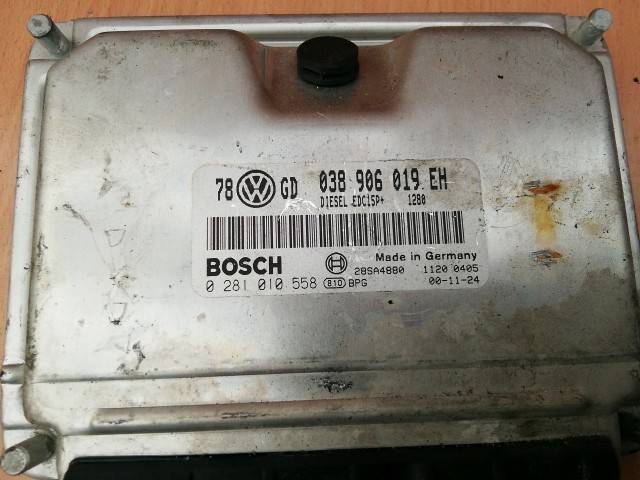 78 GD 038 906 019 EH
DIESEL EDC15P+ 1280
BOSCH Made in Germany
28SA4880 1120 0405
0 281 010 558 810 BPG 00-11-24